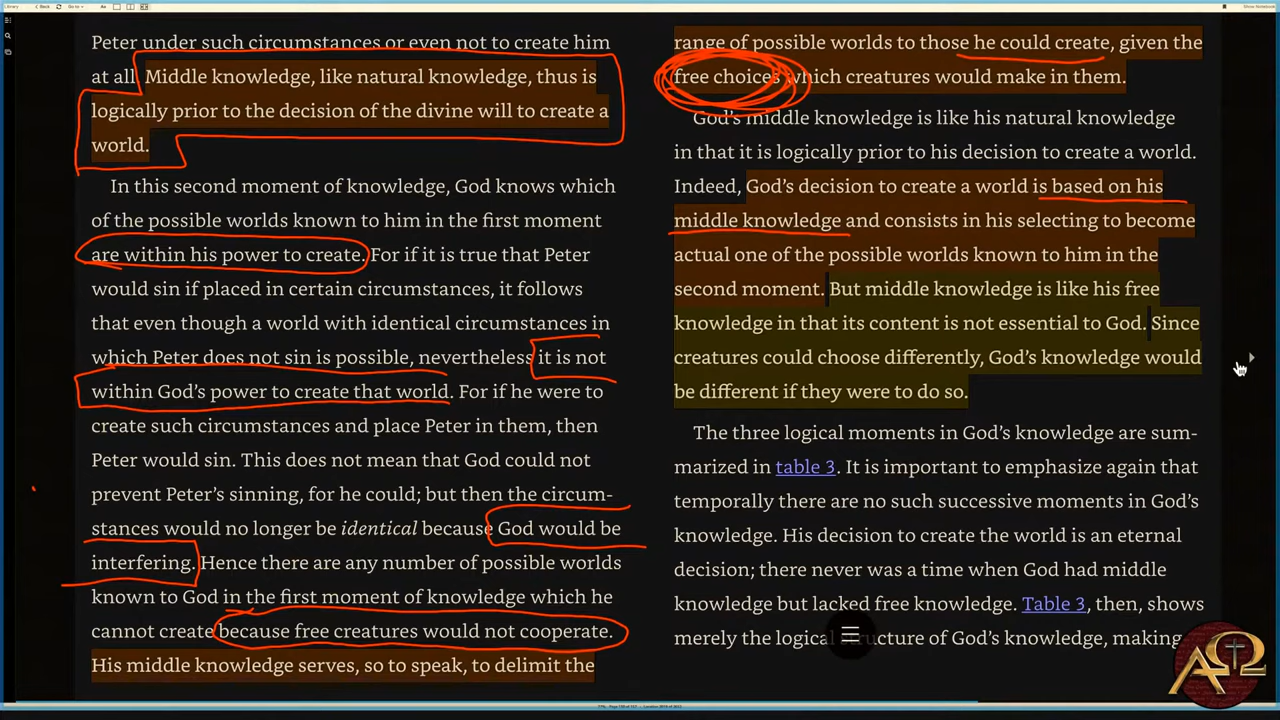 Library
Back
Go to
Aa
Show Notebook
Peter under such circumstances or even not to create him
at all. Middle knowledge, like natural knowledge, thus is
logically prior to the decision of the divine will to create a
world.
In this second moment of knowledge, God knows which
of the possible worlds known to him in the first moment
are within his power to create. For if it is true that Peter
would sin if placed in certain circumstances, it follows
that even though a world with identical circumstances in
which Peter does not sin is possible, nevertheless it is not
within God's power to create that world. For if he were to
create such circumstances and place Peter in them, then
Peter would sin. This does not mean that God could not
prevent Peter's sinning, for he could; but then the circum-
stances would no longer be identical because God would be
interfering. Hence there are any number of possible worlds
known to God in the first moment of knowledge which he
cannot create because free creatures would not cooperate.
His middle knowledge serves, so to speak, to delimit the
range of possible worlds to those he could create, given the
free choices which creatures would make in them.
God's middle knowledge is like his natural knowledge
in that it is logically prior to his decision to create a world.
Indeed, God's decision to create a world is based on his
middle knowledge and consists in his selecting to become
actual one of the possible worlds known to him in the
second moment. But middle knowledge is like his free
knowledge in that its content is not essential to God. Since
creatures could choose differently, God's knowledge would
be different if they were to do so.
The three logical moments in God's knowledge are sum-
marized in table 3. It is important to emphasize again that
temporally there are no such successive moments in God's
knowledge. His decision to create the world is an eternal
decision; there never was a time when God had middle
knowledge but lacked free knowledge. Table 3, then, shows
merely the logical structure of God's knowledge, making
ΑΩ